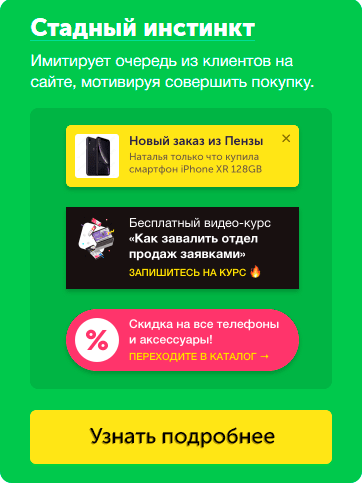 Стадный инстинкт
Имитирует очередь из клиентов на
сайте, мотивируя совершить покупку.
Новый заказ из Пензы
Наталья только что купила
смартфон iPhone XR 128GB
Бесплатный видео-курс
«Как завалить отдел
продаж заявками»
ЗАПИШИТЕСЬ НА КУРС 🔥
%
Скидка на все телефоны
и аксессуары!
ПЕРЕХОДИТЕ В КАТАЛОГ →
Узнать подробнее